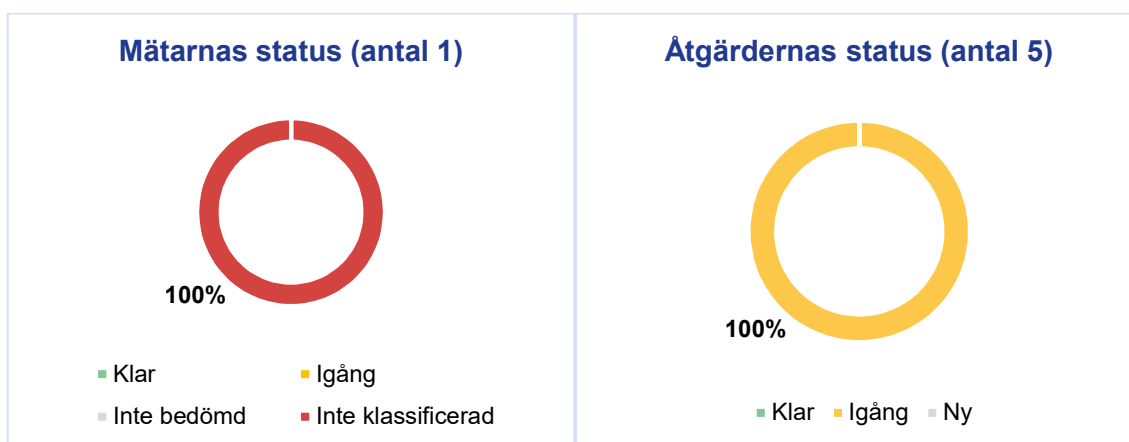 Mätarnas status (antal 1)
100%
Klar
Igång
Inte bedömd
Inte klassificerad
Åtgärdernas status (antal 5)
100%
Klar
Igång
Ny